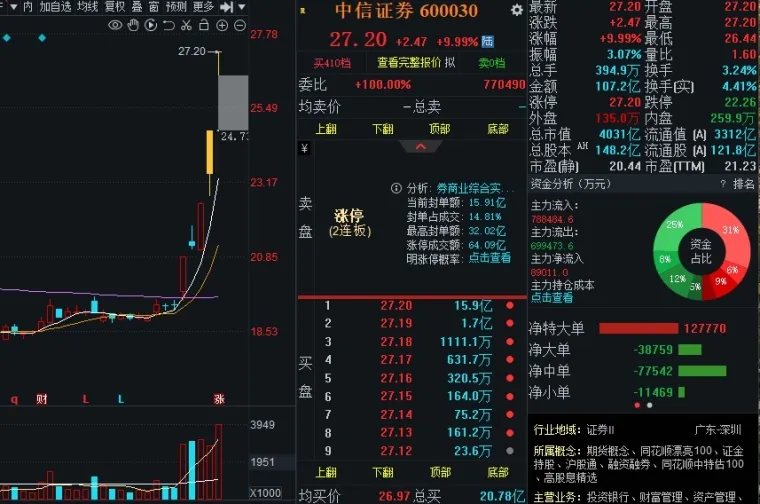 内 加自选 均线 复权 叠 窗 预测 更多
27.78
27.20
25.49
24.73
23.17
20.85
19.64
18.53
q 财 L L 涨
3949
1951
X1000
R 中信证券 600030
27.20 +2.47 +9.99% 陆
买410档 查看完整报价 拟 卖0档
委比 +100.00% 770490
均卖价 – 总卖 –
上翻 下翻 顶部 底部
¥
卖盘
涨停
(2连板)
分析: 券商业综合实...
当前封单额: 15.91亿
封单占成交: 14.81%
最高封单额: 32.02亿
涨停成交额: 64.09亿
明涨停概率: 点击查看
买盘
1 27.20 15.9亿
2 27.19 1.7亿
3 27.18 1111.1万
4 27.17 631.7万
5 27.16 320.5万
6 27.15 164.0万
7 27.14 75.2万
8 27.13 161.2万
9 27.12 23.6万
上翻 下翻 顶部 底部
均买价 26.97 总买 20.78亿
最新 27.20 开盘 27.20
涨跌 +2.47 最高 27.20
涨幅 +9.99% 最低 26.44
振幅 3.07% 量比 1.60
总手 394.9万 换手 3.24%
金额 107.2亿 换手(实) 4.41%
涨停 27.20 跌停 22.26
外盘 135.0万 内盘 259.9万
总市值 4031亿 流通值 (A) 3312亿
总股本 AH 148.2亿 流通股 (A) 121.8亿
市盈(静) 20.44 市盈(TTM) 21.23
资金分析（万元） ? 排名
主力流入:
788484.6
主力流出:
699473.6
主力净流入
89011.0
主力持仓成本
点击查看
资金占比
25%
31%
8%
6%
12%
5%
9%
净特大单 127770
净大单 -38759
净中单 -77542
净小单 -11469
行业地域: 证券II 广东-深圳
所属概念: 期货概念、同花顺漂亮100、证金
持股、沪股通、融资融券、同花顺中特估100
、高股息精选
主营业务: 投资银行、财富管理、资产管理、